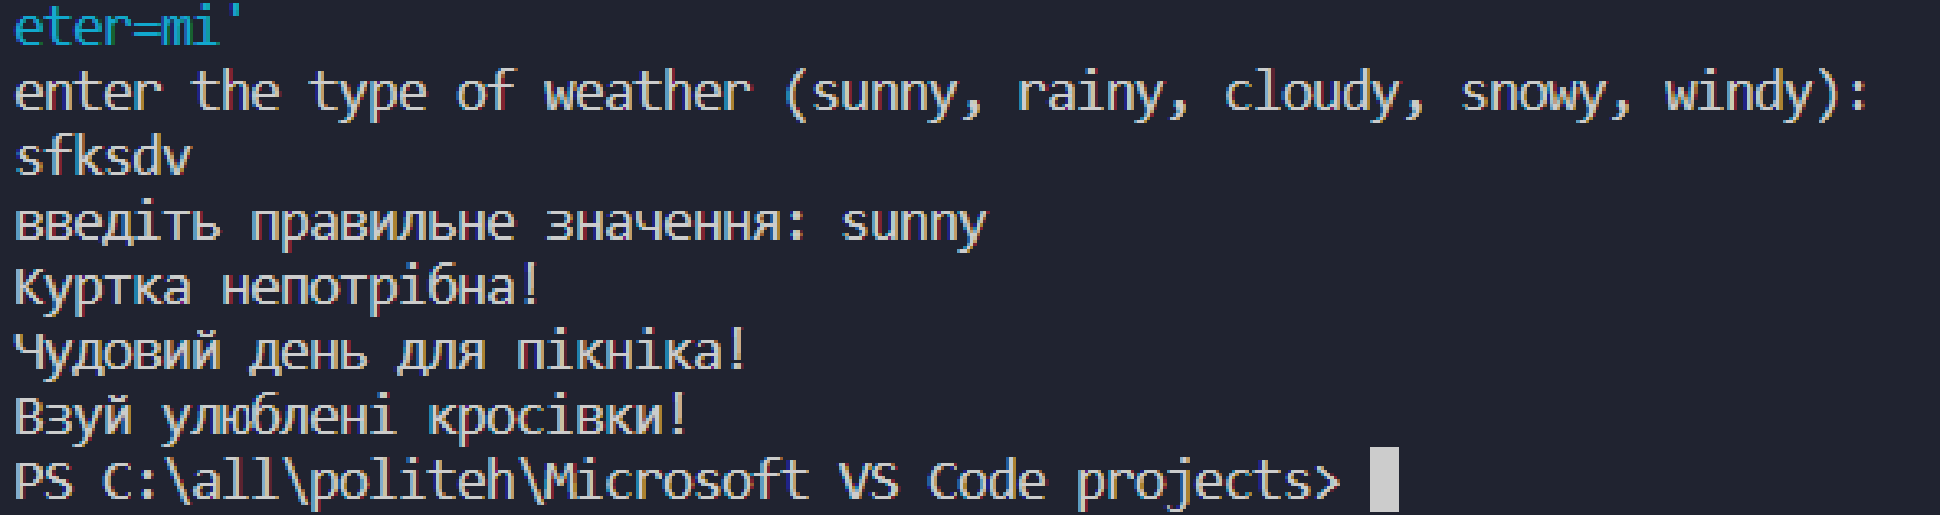 eter=mi'
enter the type of weather (sunny, rainy, cloudy, snowy, windy):
sfksdv
введіть правильне значення: sunny
Куртка непотрібна!
Чудовий день для пікніка!
Взуй улюблені кросівки!
PS C:\all\politeh\Microsoft VS Code projects>